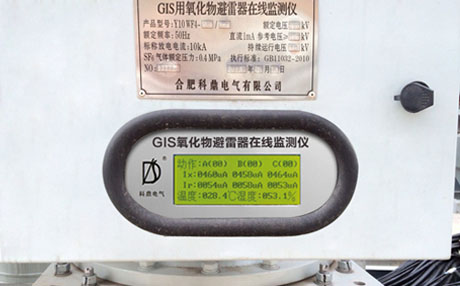 GIS用氧化物避雷器在线监测仪
产品型号: Y10WF4- 额定电压 kV
额定频率: 50Hz 直流1mA参考电压≥ kV
标称放电电流: 10kA 持续运行电压 kV
SF₆气体额定压力: 0.4MPa 执行标准: GB11032-2010
NO: 年 月 日
合肥科鼎电气有限公司
GIS氧化物避雷器在线监测仪
动作:A(00) B(00) C(00)
Ix:0460uA 0458uA 0464uA
Ir:0054uA 0058uA 0053uA
温度:028.4℃湿度:053.1%
®
科鼎电气